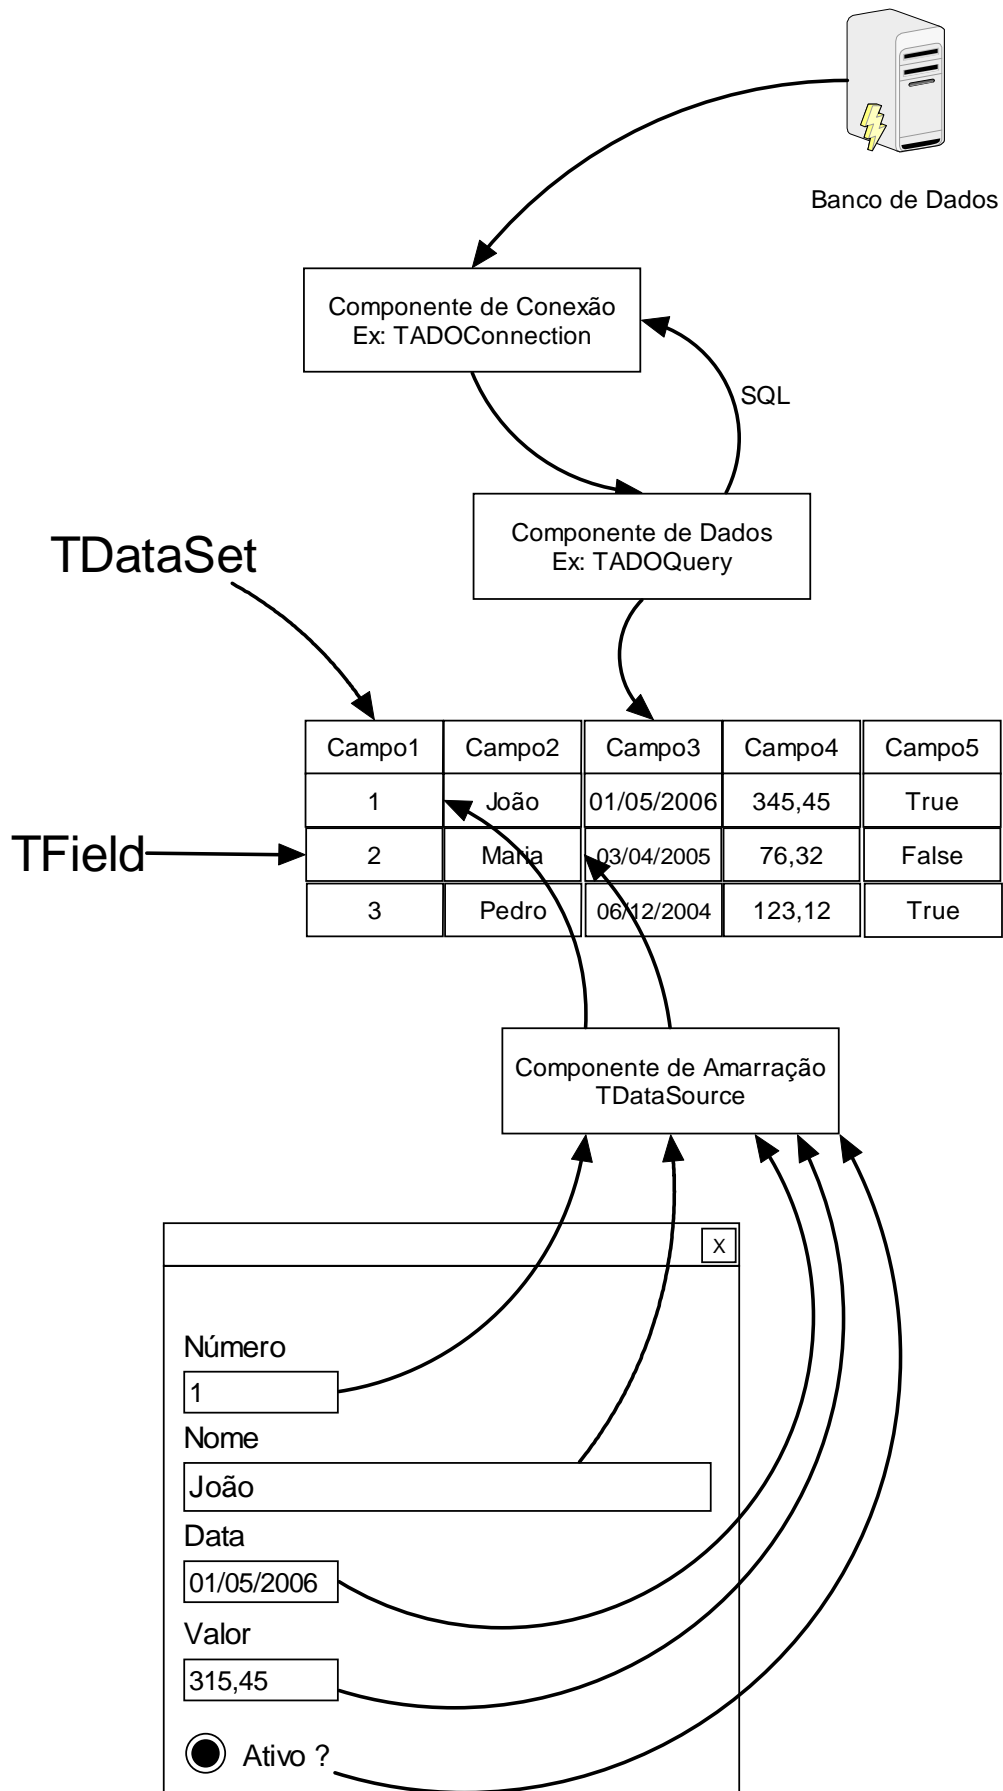 Banco de Dados
Componente de Conexão
Ex: TADOConnection
SQL
Componente de Dados
Ex: TADOQuery
TDataSet
Campo1 Campo2 Campo3 Campo4 Campo5
1 João 01/05/2006 345,45 True
TField
2 Maria 03/04/2005 76,32 False
3 Pedro 06/12/2004 123,12 True
Componente de Amarração
TDataSource
X
Número
1
Nome
João
Data
01/05/2006
Valor
315,45
Ativo ?